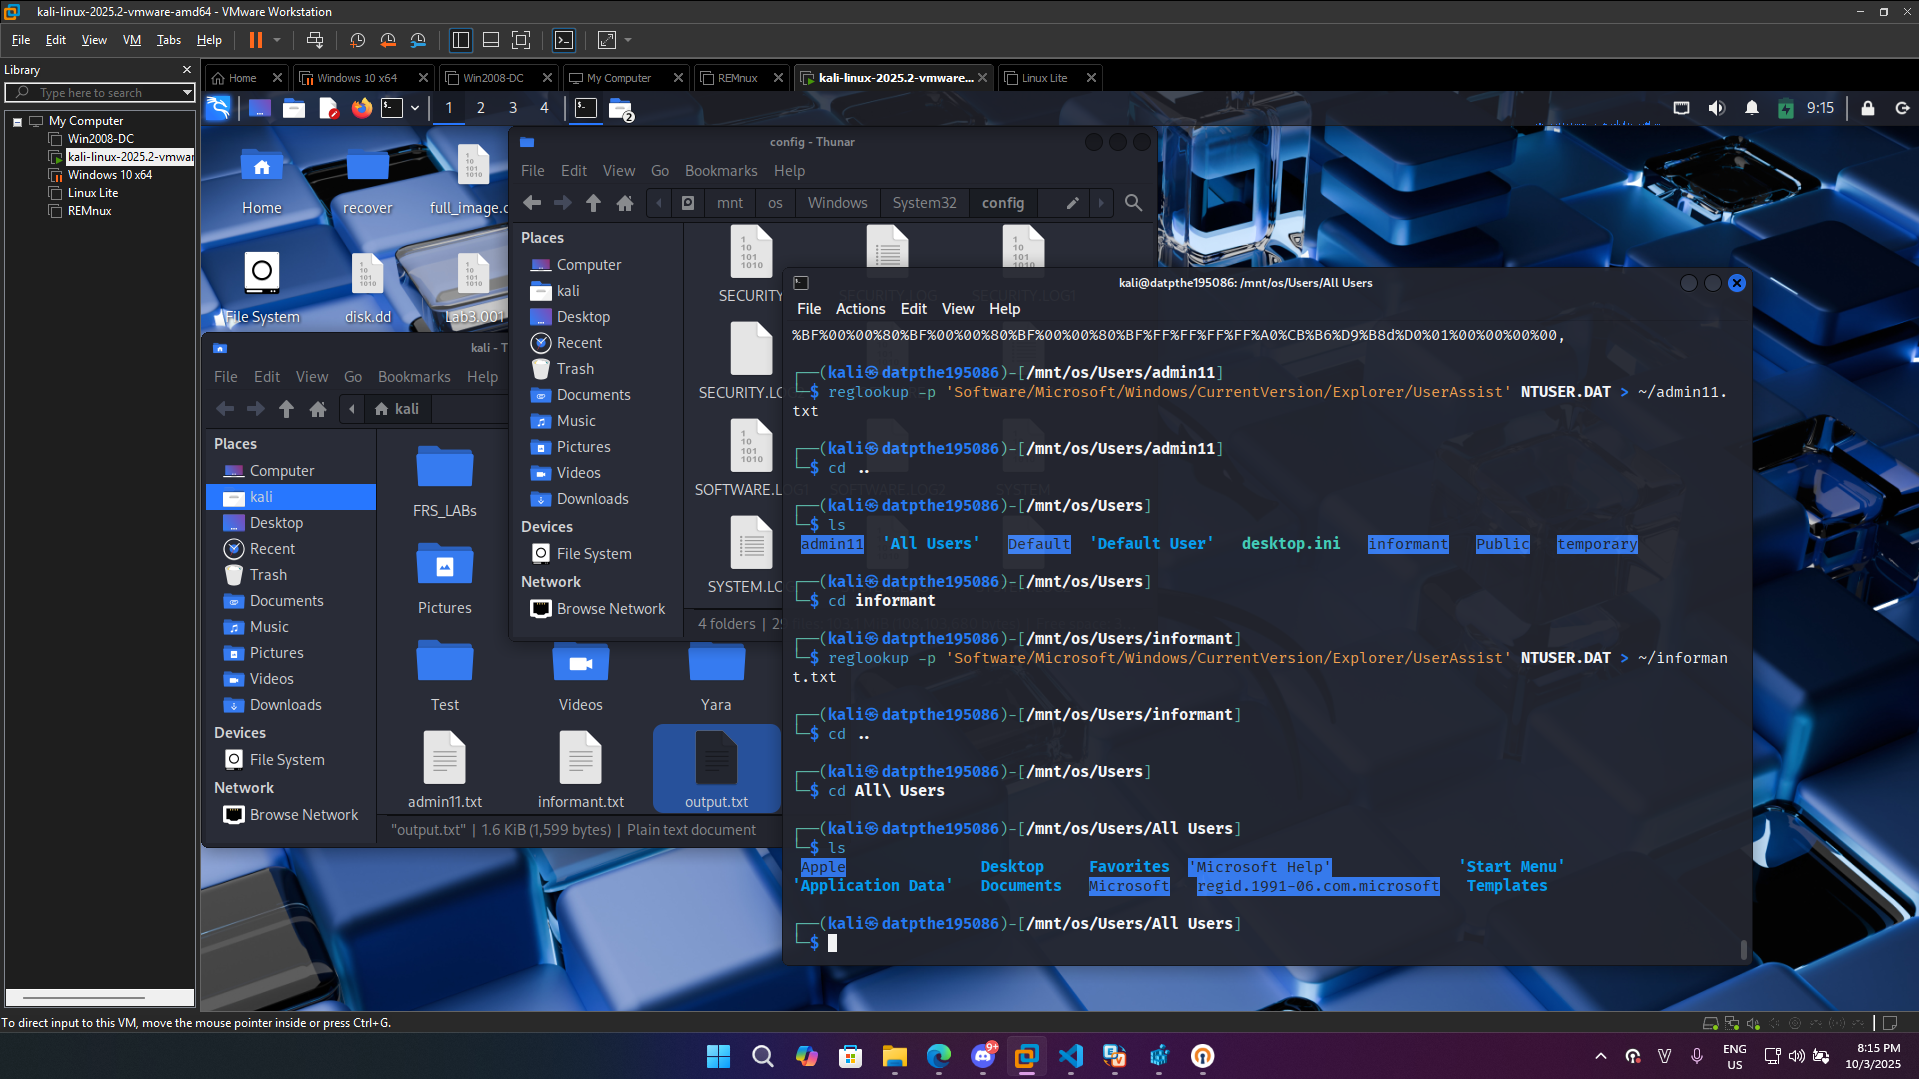 kali-linux-2025.2-vmware-amd64 - VMware Workstation
File Edit View VM Tabs Help
Library
Type here to search
My Computer
Win2008-DC
kali-linux-2025.2-vmwar
Windows 10 x64
Linux Lite
REMnux
Home
Windows 10 x64
Win2008-DC
My Computer
REMnux
kali-linux-2025.2-vmware...
Linux Lite
1 2 3 4
2
9:15
Home
recover
full_image.c
File System
disk.dd
Lab3.001
config - Thunar
File Edit View Go Bookmarks Help
mnt os Windows System32 config
Places
Computer
kali
Desktop
Recent
Trash
Documents
Music
Pictures
Videos
Downloads
Devices
File System
Network
Browse Network
SECURITY
SECURITY.LO
SOFTWARE.LOG1
SYSTEM.LO
4 folders | 29
kali - T
File Edit View Go Bookmarks Help
kali
Places
Computer
kali
Desktop
Recent
Trash
Documents
Music
Pictures
Videos
Downloads
Devices
File System
Network
Browse Network
FRS_LABs
Pictures
Test
Videos
Yara
admin11.txt
informant.txt
output.txt
"output.txt" | 1.6 KiB (1,599 bytes) | Plain text document
kali@datpthe195086: /mnt/os/Users/All Users
File Actions Edit View Help
%BF%00%00%80%BF%00%00%80%BF%00%00%80%BF%FF%FF%FF%FF%A0%CB%B6%D9%B8d%D0%01%00%00%00%00,
┌──(kali㉿datpthe195086)-[/mnt/os/Users/admin11]
└─$ reglookup -p 'Software/Microsoft/Windows/CurrentVersion/Explorer/UserAssist' NTUSER.DAT > ~/admin11.
txt
┌──(kali㉿datpthe195086)-[/mnt/os/Users/admin11]
└─$ cd ..
┌──(kali㉿datpthe195086)-[/mnt/os/Users]
└─$ ls
admin11 'All Users' Default 'Default User' desktop.ini informant Public temporary
┌──(kali㉿datpthe195086)-[/mnt/os/Users]
└─$ cd informant
┌──(kali㉿datpthe195086)-[/mnt/os/Users/informant]
└─$ reglookup -p 'Software/Microsoft/Windows/CurrentVersion/Explorer/UserAssist' NTUSER.DAT > ~/informan
t.txt
┌──(kali㉿datpthe195086)-[/mnt/os/Users/informant]
└─$ cd ..
┌──(kali㉿datpthe195086)-[/mnt/os/Users]
└─$ cd All\ Users
┌──(kali㉿datpthe195086)-[/mnt/os/Users/All Users]
└─$ ls
Apple Desktop Favorites 'Microsoft Help' 'Start Menu'
'Application Data' Documents Microsoft regid.1991-06.com.microsoft Templates
┌──(kali㉿datpthe195086)-[/mnt/os/Users/All Users]
└─$
To direct input to this VM, move the mouse pointer inside or press Ctrl+G.
9+
ENG
US
8:15 PM
10/3/2025